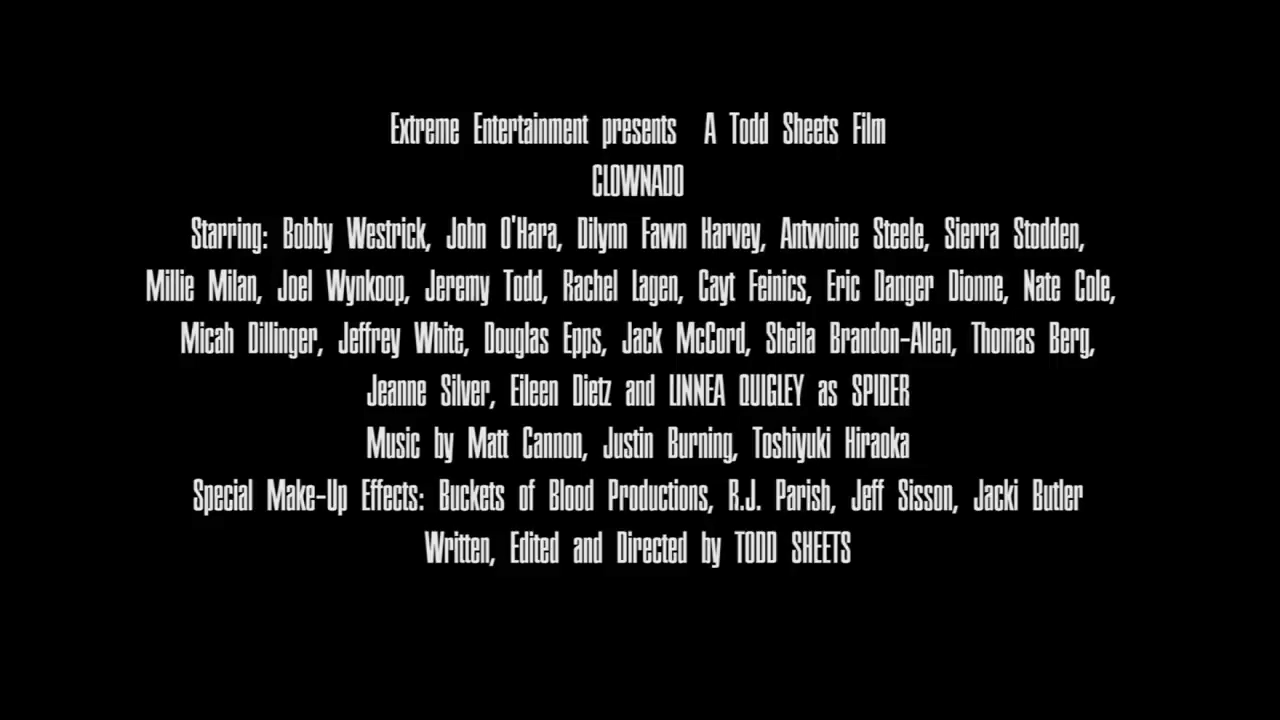 Extreme Entertainment presents A Todd Sheets Film
CLOWNADO
Starring: Bobby Westrick, John O'Hara, Dilynn Fawn Harvey, Antwoine Steele, Sierra Stodden,
Millie Milan, Joel Wynkoop, Jeremy Todd, Rachel Lagen, Cayt Feinics, Eric Danger Dionne, Nate Cole,
Micah Dillinger, Jeffrey White, Douglas Epps, Jack McCord, Sheila Brandon-Allen, Thomas Berg,
Jeanne Silver, Eileen Dietz and LINNEA QUIGLEY as SPIDER
Music by Matt Cannon, Justin Burning, Toshiyuki Hiraoka
Special Make-Up Effects: Buckets of Blood Productions, R.J. Parish, Jeff Sisson, Jacki Butler
Written, Edited and Directed by TODD SHEETS